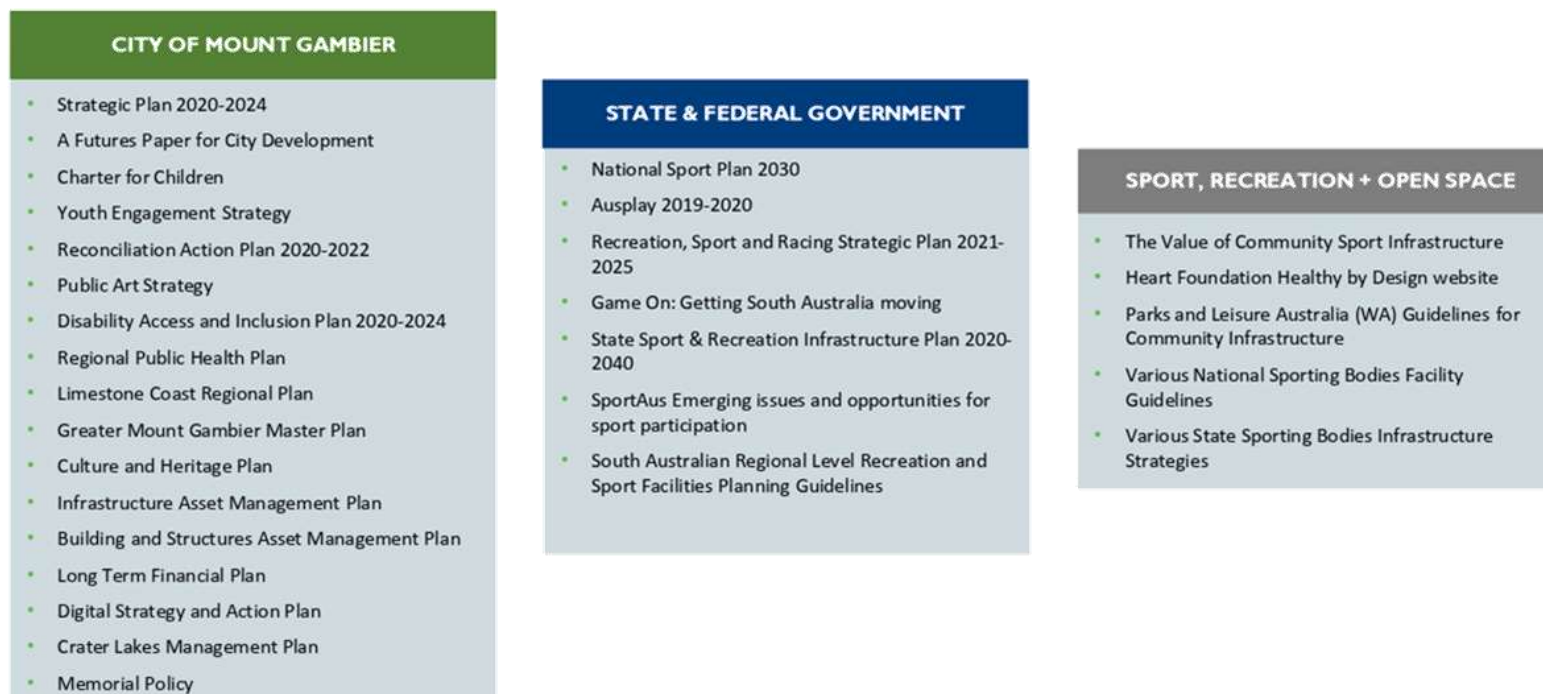 CITY OF MOUNT GAMBIER
• Strategic Plan 2020-2024
• A Futures Paper for City Development
• Charter for Children
• Youth Engagement Strategy
• Reconciliation Action Plan 2020-2022
• Public Art Strategy
• Disability Access and Inclusion Plan 2020-2024
• Regional Public Health Plan
• Limestone Coast Regional Plan
• Greater Mount Gambier Master Plan
• Culture and Heritage Plan
• Infrastructure Asset Management Plan
• Building and Structures Asset Management Plan
• Long Term Financial Plan
• Digital Strategy and Action Plan
• Crater Lakes Management Plan
• Memorial Policy
STATE & FEDERAL GOVERNMENT
• National Sport Plan 2030
• Ausplay 2019-2020
• Recreation, Sport and Racing Strategic Plan 2021-
2025
• Game On: Getting South Australia moving
• State Sport & Recreation Infrastructure Plan 2020-
2040
• SportAus Emerging issues and opportunities for
sport participation
• South Australian Regional Level Recreation and
Sport Facilities Planning Guidelines
SPORT, RECREATION + OPEN SPACE
• The Value of Community Sport Infrastructure
• Heart Foundation Healthy by Design website
• Parks and Leisure Australia (WA) Guidelines for
Community Infrastructure
• Various National Sporting Bodies Facility
Guidelines
• Various State Sporting Bodies Infrastructure
Strategies